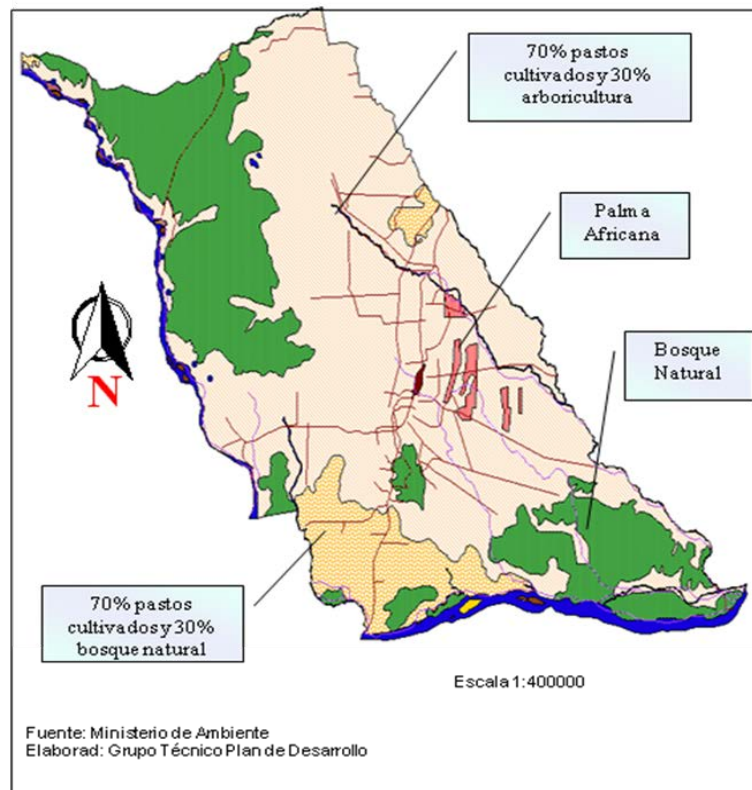 70% pastos
cultivados y 30%
arboricultura
Palma
Africana
Bosque
Natural
N
70% pastos
cultivados y 30%
bosque natural
Escala 1:400000
Fuente: Ministerio de Ambiente
Elaborad: Grupo Técnico Plan de Desarrollo